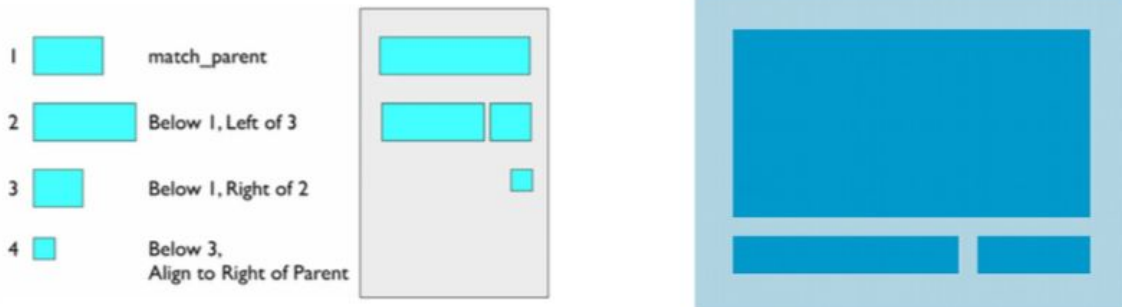 1 match_parent
2 Below 1, Left of 3
3 Below 1, Right of 2
4 Below 3,
Align to Right of Parent